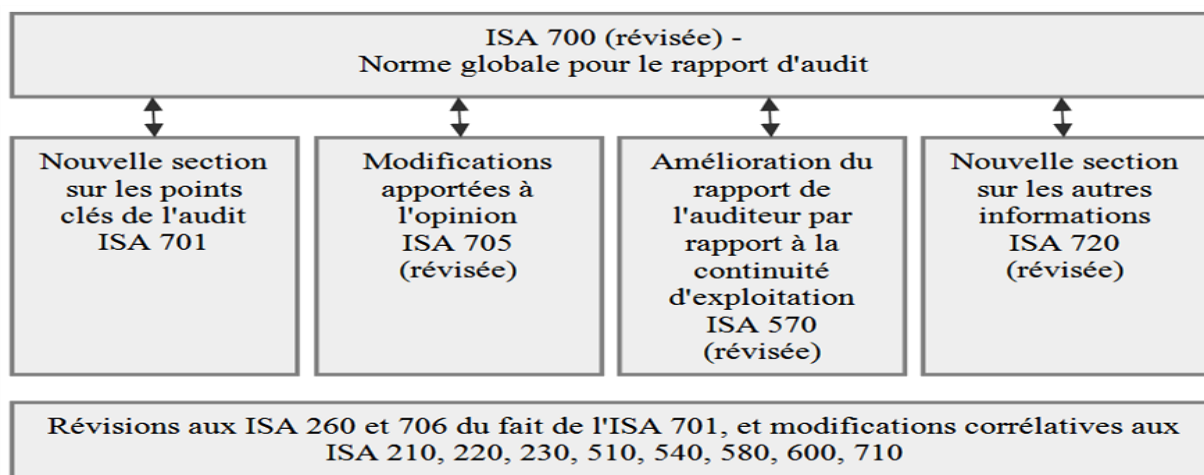 ISA 700 (révisée) -
Norme globale pour le rapport d'audit
Nouvelle section
sur les points
clés de l'audit
ISA 701
Modifications
apportées à
l'opinion
ISA 705
(révisée)
Amélioration du
rapport de
l'auditeur par
rapport à la
continuité
d'exploitation
ISA 570
(révisée)
Nouvelle section
sur les autres
informations
ISA 720
(révisée)
Révisions aux ISA 260 et 706 du fait de l'ISA 701, et modifications corrélatives aux
ISA 210, 220, 230, 510, 540, 580, 600, 710